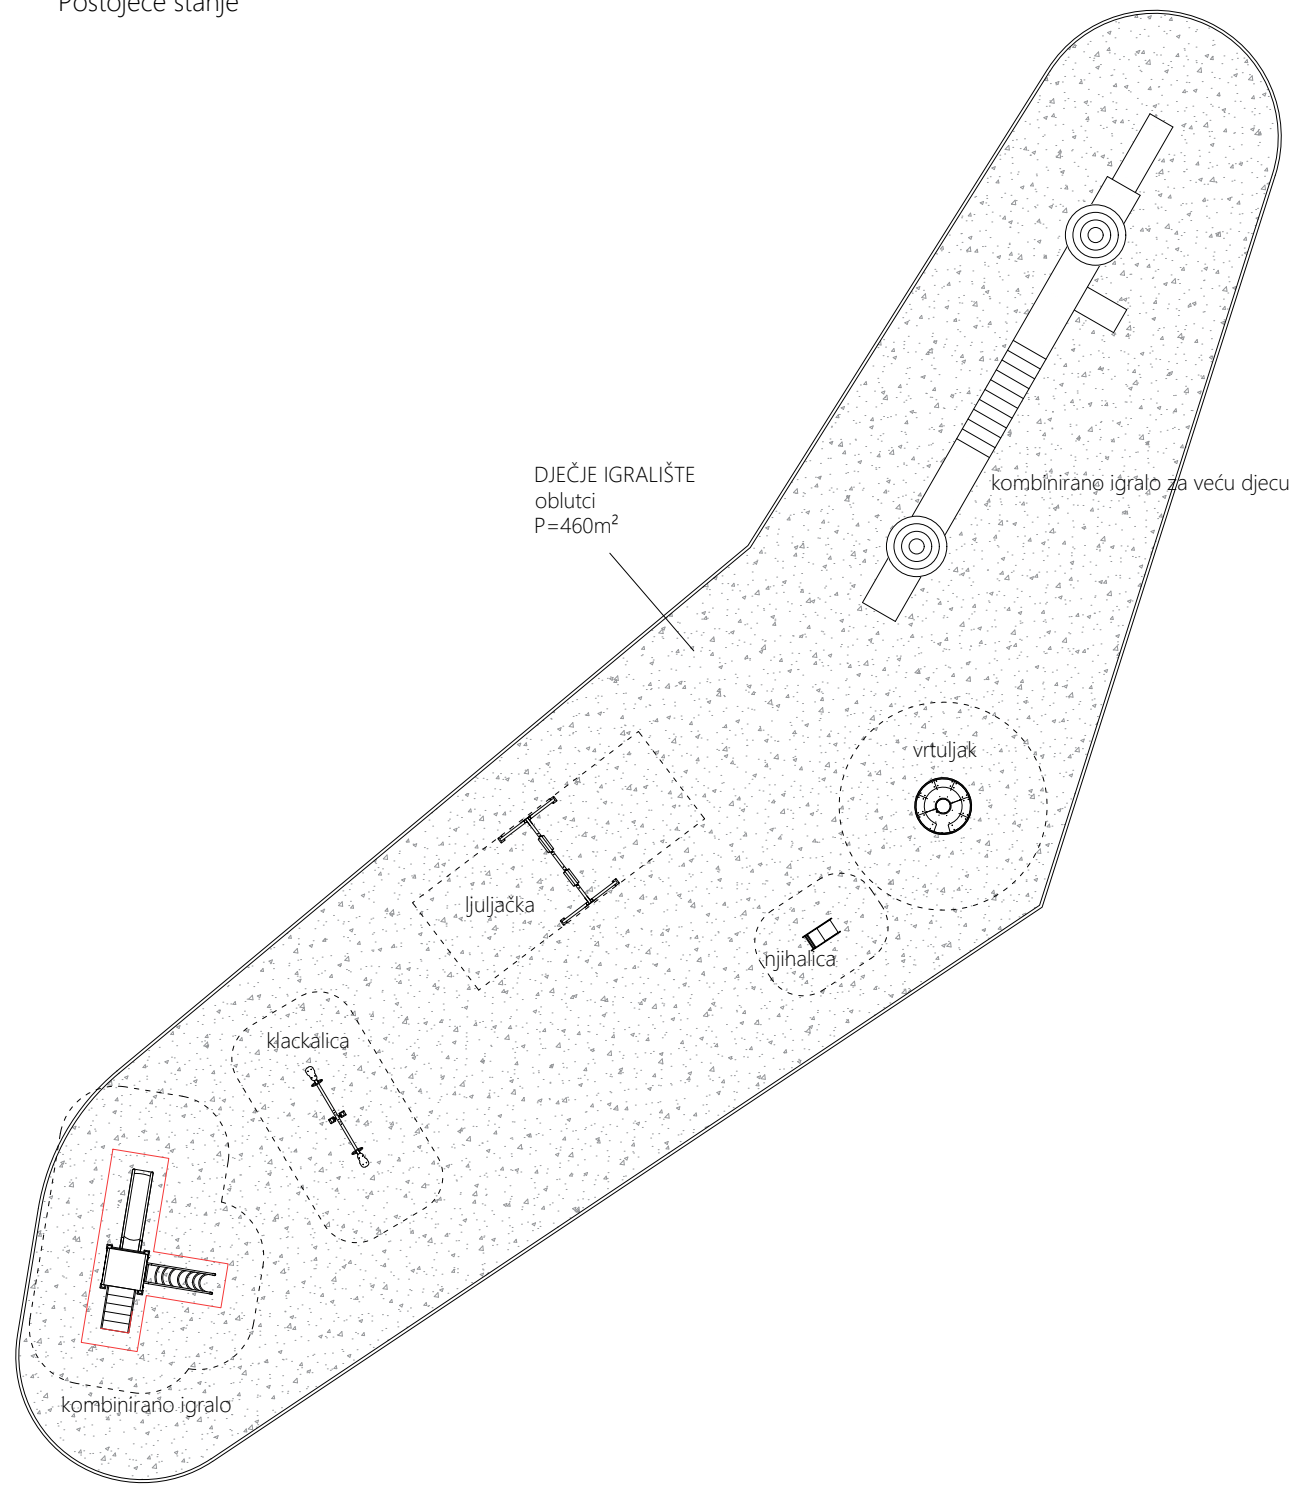 Postojeće stanje
DJEČJE IGRALIŠTE
oblutci
P=460m²
kombinirano igralo za veću djecu
vrtuljak
ljuljačka
njihalica
klackalica
kombinirano igralo